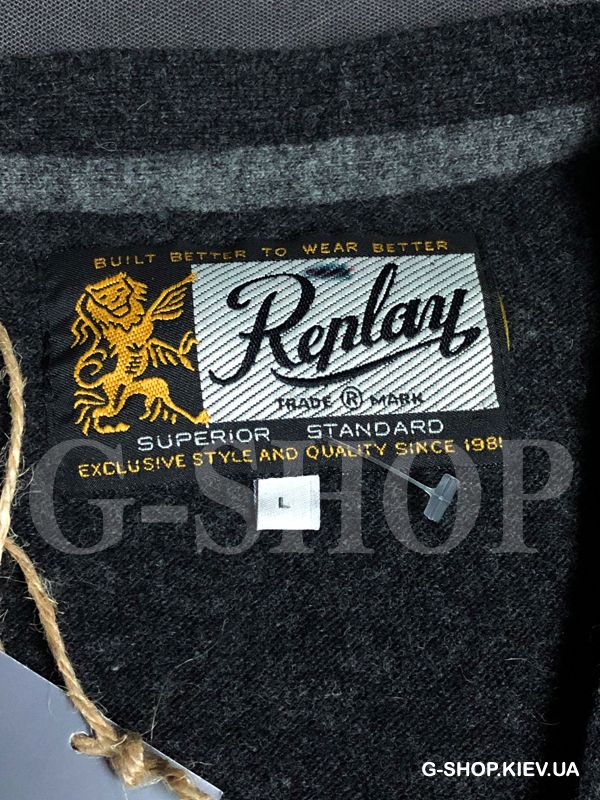 BUILT BETTER TO WEAR BETTER
Replay
TRADE ® MARK
SUPERIOR STANDARD
EXCLUSIVE STYLE AND QUALITY SINCE 1981
L
G-SHOP
G-SHOP.KIEV.UA